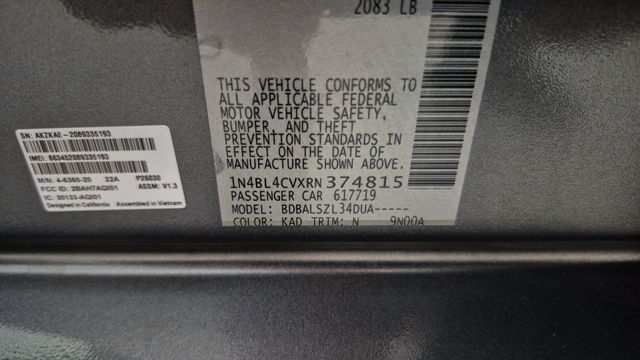 2083 LB
THIS VEHICLE CONFORMS TO
ALL APPLICABLE FEDERAL
MOTOR VEHICLE SAFETY,
BUMPER, AND THEFT
PREVENTION STANDARDS IN
EFFECT ON THE DATE OF
MANUFACTURE SHOWN ABOVE.
1N4BL4CVXRN374815
PASSENGER CAR 617719
MODEL: BDBALSZL34DUA-----
COLOR: KAD TRIM: N 9N00A
SN: AKZKAE-2089335193
IMEI: 863452089335193
M/N: 4-6360-20 22A P26030
FCC ID: 2BAH7AQI01 ASSM: V1.3
IC: 30133-AQI01
Designed in California Assembled in Vietnam